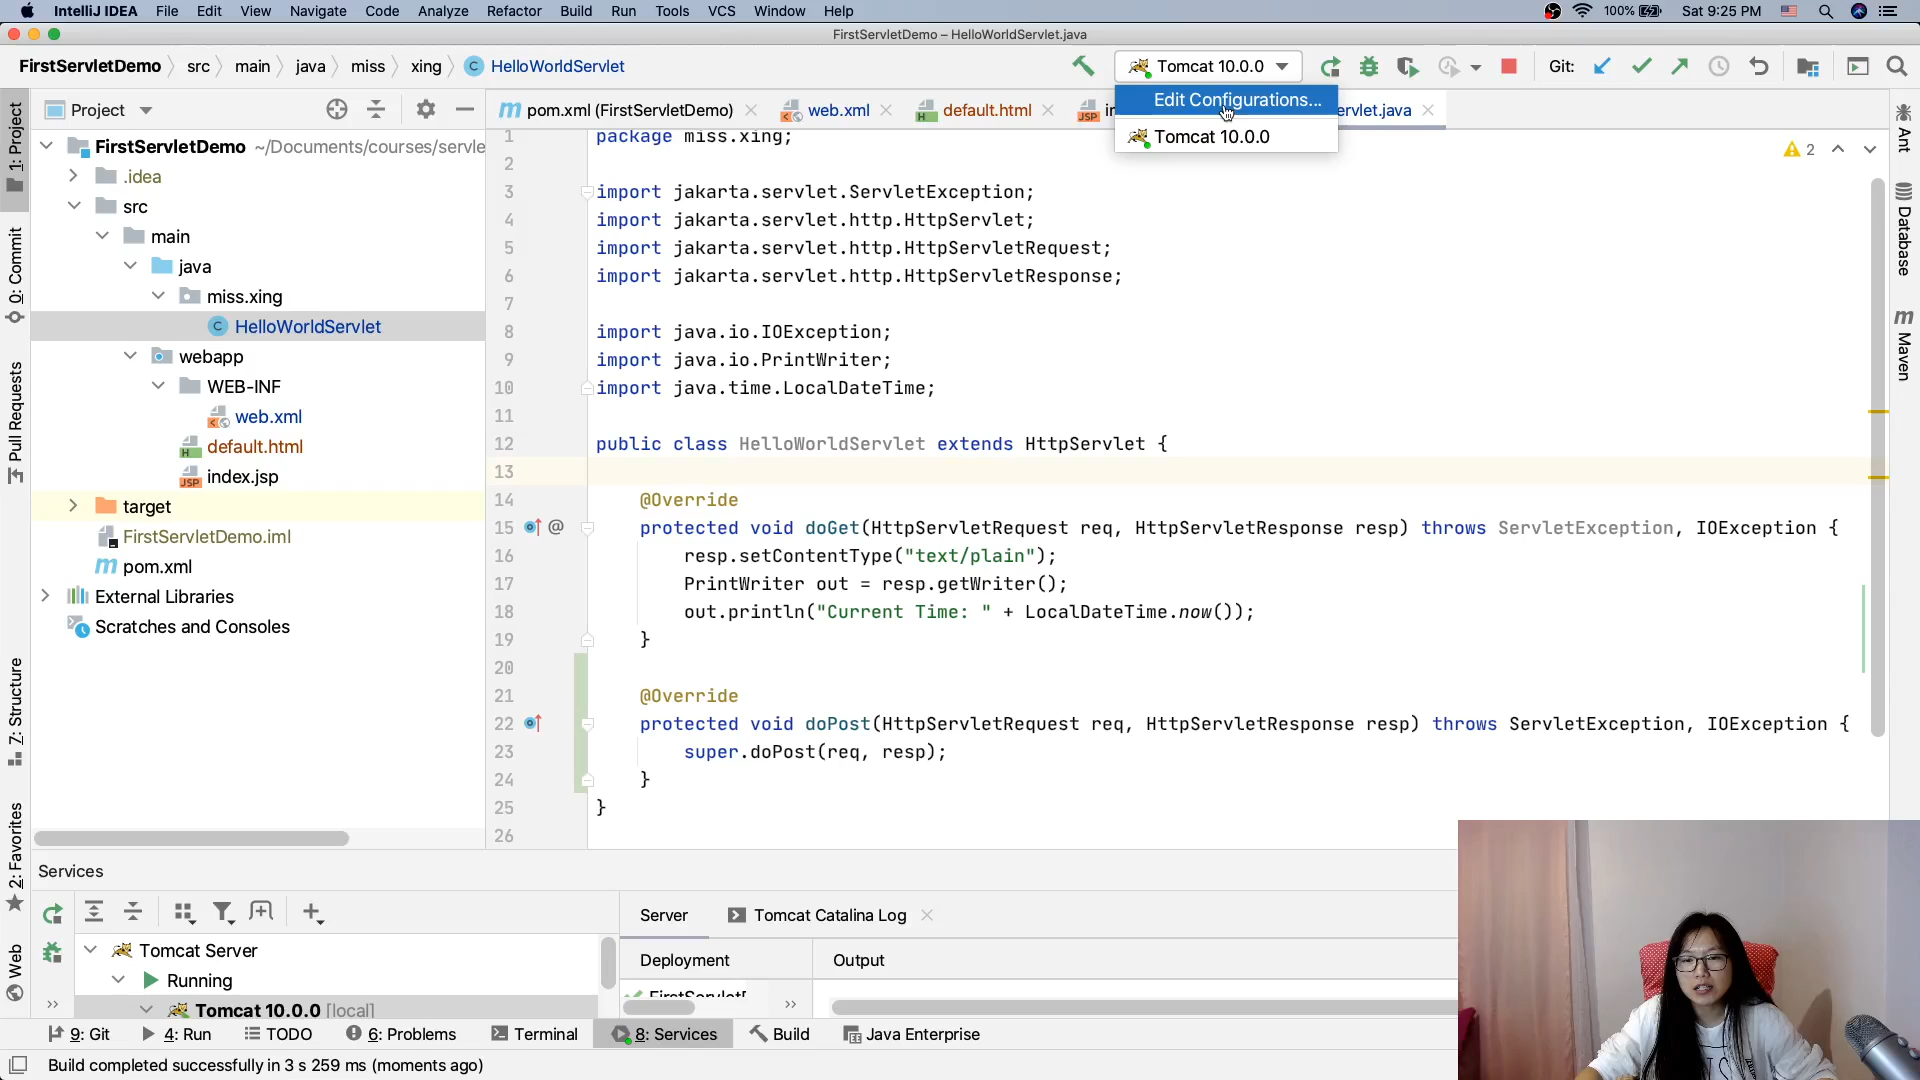 IntelliJ IDEA File Edit View Navigate Code Analyze Refactor Build Run Tools VCS Window Help 100% Sat 9:25 PM
FirstServletDemo – HelloWorldServlet.java
FirstServletDemo src main java miss xing C HelloWorldServlet Tomcat 10.0.0 Git:
Edit Configurations...
Tomcat 10.0.0
Project
pom.xml (FirstServletDemo) web.xml default.html ervlet.java
FirstServletDemo ~/Documents/courses/servle
.idea
src
main
java
miss.xing
C HelloWorldServlet
webapp
WEB-INF
web.xml
default.html
JSP index.jsp
target
FirstServletDemo.iml
m pom.xml
External Libraries
Scratches and Consoles
1: Project
0: Commit
Pull Requests
7: Structure
2: Favorites
Web
2
1 package miss.xing;
2
3 import jakarta.servlet.ServletException;
4 import jakarta.servlet.http.HttpServlet;
5 import jakarta.servlet.http.HttpServletRequest;
6 import jakarta.servlet.http.HttpServletResponse;
7
8 import java.io.IOException;
9 import java.io.PrintWriter;
10 import java.time.LocalDateTime;
11
12 public class HelloWorldServlet extends HttpServlet {
13
14 @Override
15 @ protected void doGet(HttpServletRequest req, HttpServletResponse resp) throws ServletException, IOException {
16 resp.setContentType("text/plain");
17 PrintWriter out = resp.getWriter();
18 out.println("Current Time: " + LocalDateTime.now());
19 }
20
21 @Override
22 protected void doPost(HttpServletRequest req, HttpServletResponse resp) throws ServletException, IOException {
23 super.doPost(req, resp);
24 }
25 }
26
Ant
Database
m Maven
Services
Tomcat Server
Running
Tomcat 10.0.0 [local]
Server Tomcat Catalina Log
Deployment Output
9: Git 4: Run TODO 6: Problems Terminal 8: Services Build Java Enterprise
Build completed successfully in 3 s 259 ms (moments ago)